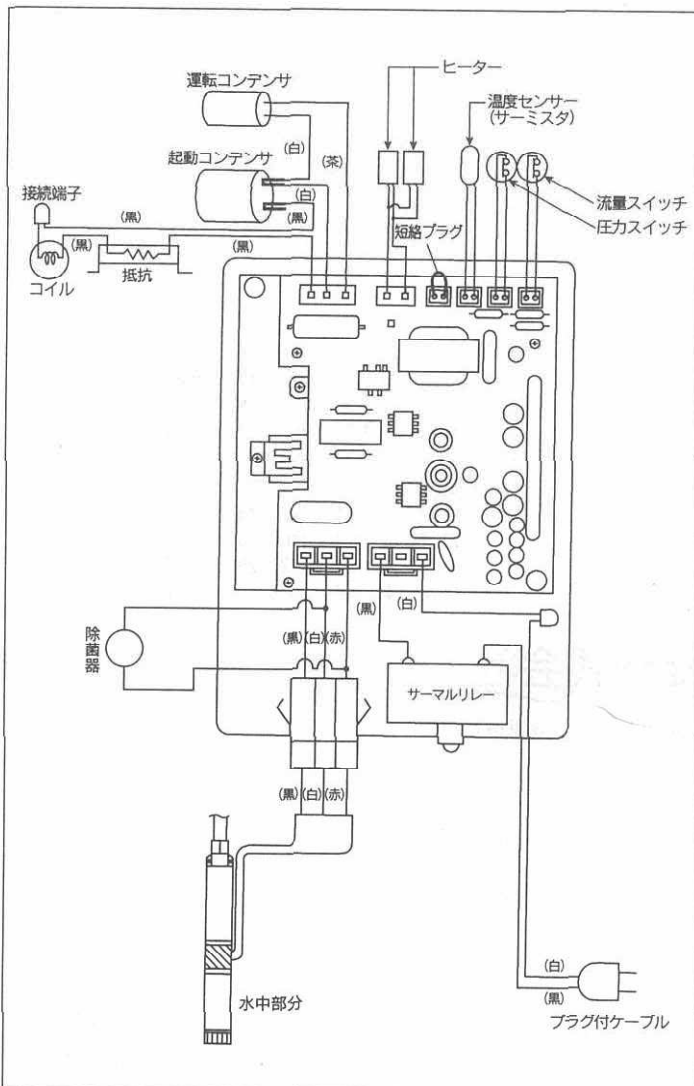 運転コンデンサ
ヒーター
温度センサー
(サーミスタ)
(白)
(茶)
起動コンデンサ
接続端子
(白)
(黒)
(黒)
流量スイッチ
圧力スイッチ
(黒)
(黒)
短絡プラグ
コイル
抵抗
(黒)
(白)
除菌器
(黒)
(白)
(赤)
サーマルリレー
(黒)
(白)
(赤)
水中部分
(白)
(黒)
プラグ付ケーブル